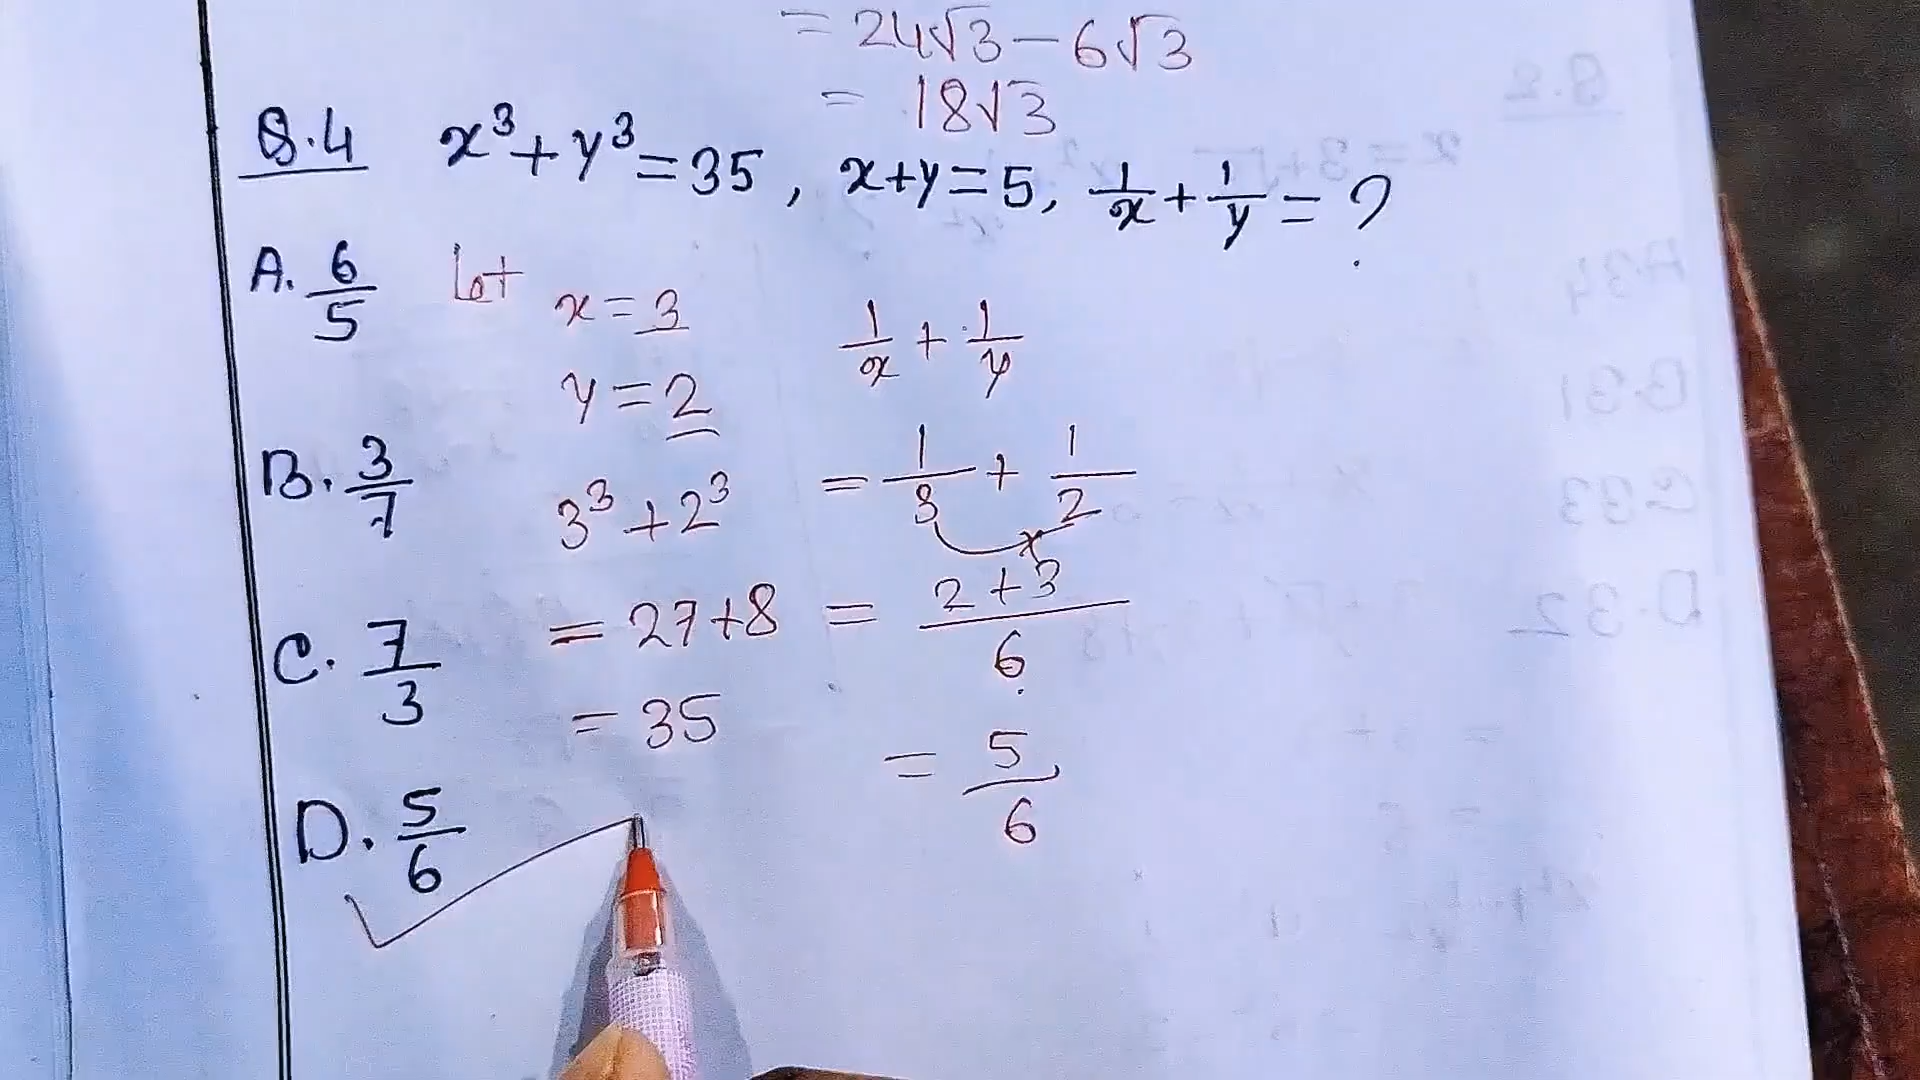 = 24√3 - 6√3
= 18√3
Q.4 x³+y³=35, x+y=5, 1/x + 1/y = ?
A. 6/5
Let x = 3
y = 2
3³+2³
= 27+8
= 35
B. 3/7
C. 7/3
D. 5/6
1/x + 1/y
= 1/3 + 1/2
= 2+3/6
= 5/6